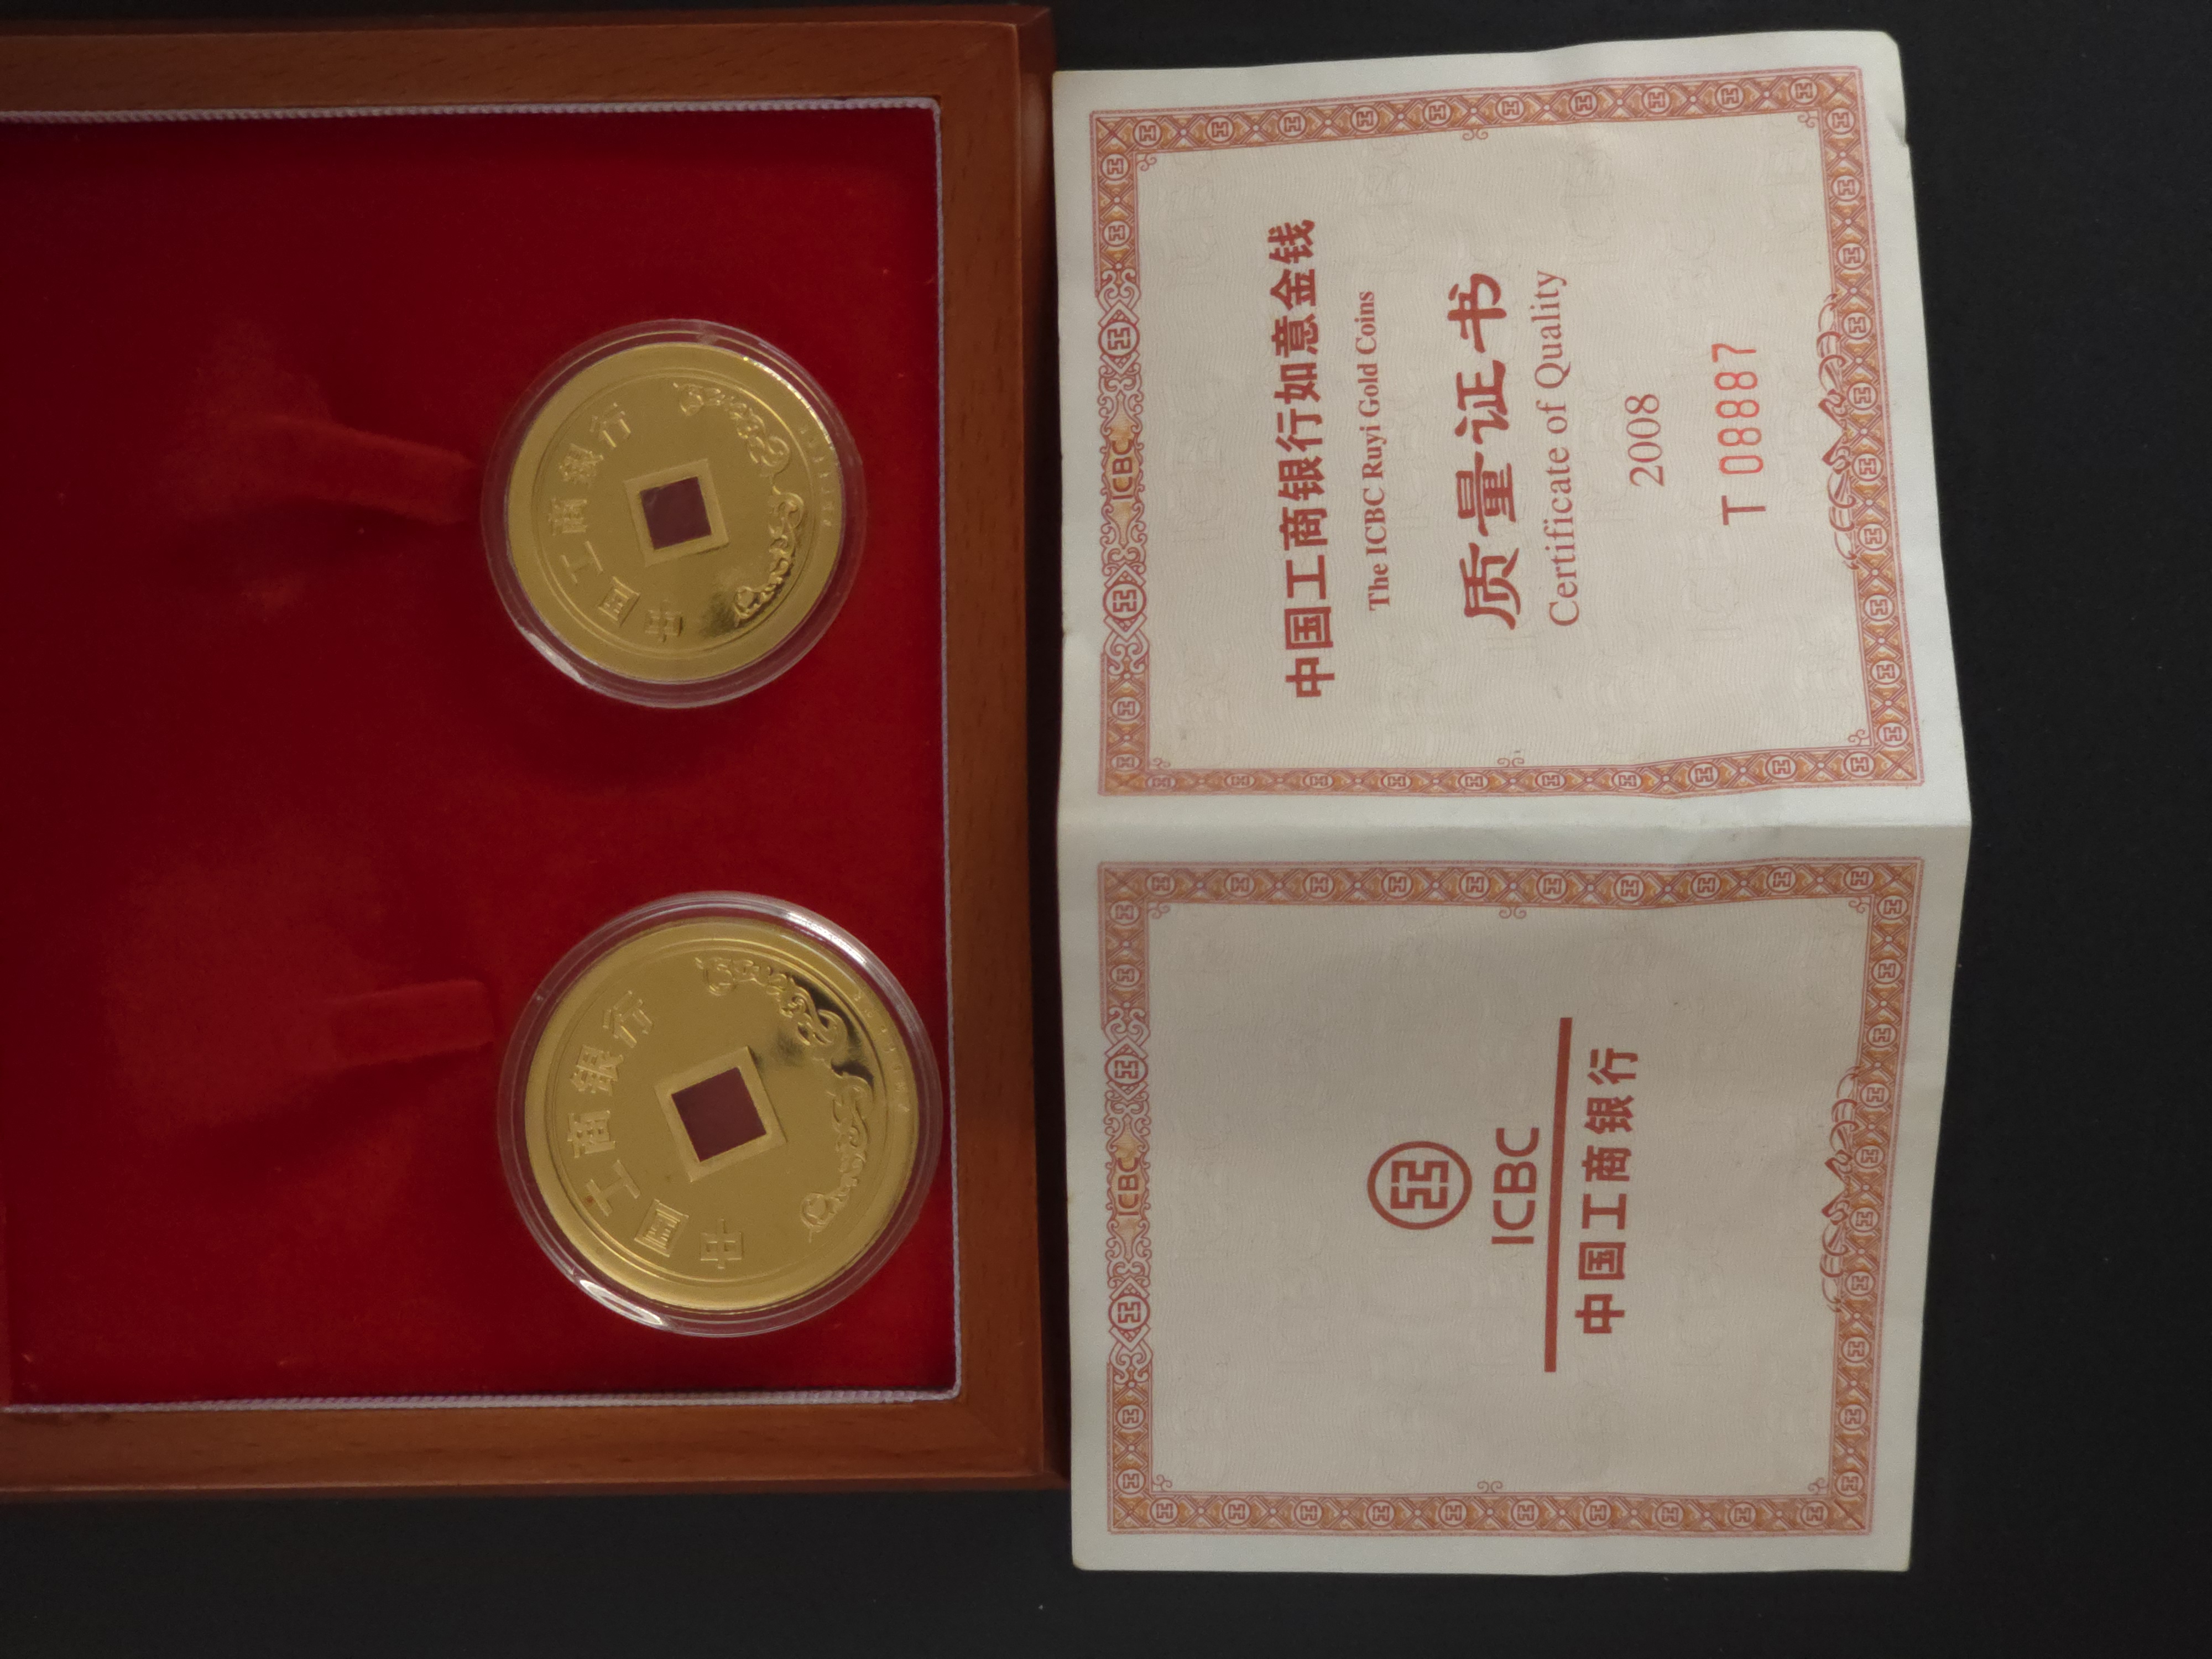 中国工商银行
中国工商银行
ICBC
中国工商银行如意金钱
The ICBC Ruyi Gold Coins
质量证书
Certificate of Quality
2008
T 08887
ICBC
ICBC
中国工商银行